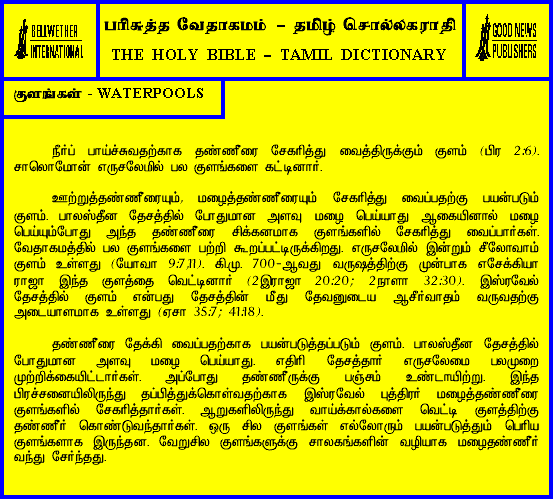 BELLWETHER
INTERNATIONAL
பரிசுத்த வேதாகமம் – தமிழ் சொல்லகராதி
THE HOLY BIBLE – TAMIL DICTIONARY
GOOD NEWS
PUBLISHERS
குளங்கள் - WATERPOOLS
நீர்ப் பாய்ச்சுவதற்காக தண்ணீரை சேகரித்து வைத்திருக்கும் குளம் (பிர 2:6).
சாலொமோன் எருசலேமில் பல குளங்களை கட்டினார்.
ஊற்றுத்தண்ணீரையும், மழைத்தண்ணீரையும் சேகரித்து வைப்பதற்கு பயன்படும்
குளம். பாலஸ்தீன தேசத்தில் போதுமான அளவு மழை பெய்யாது ஆகையினால் மழை
பெய்யும்போது அந்த தண்ணீரை சிக்கனமாக குளங்களில் சேகரித்து வைப்பார்கள்.
வேதாகமத்தில் பல குளங்களை பற்றி கூறப்பட்டிருக்கிறது. எருசலேமில் இன்றும் சீலோவாம்
குளம் உள்ளது (யோவா 9:7,11). கி.மு. 700-ஆவது வருஷத்திற்கு முன்பாக எசேக்கியா
ராஜா இந்த குளத்தை வெட்டினார் (2இராஜா 20:20; 2நாளா 32:30). இஸ்ரவேல்
தேசத்தில் குளம் என்பது தேசத்தின் மீது தேவனுடைய ஆசீர்வாதம் வருவதற்கு
அடையாளமாக உள்ளது (ஏசா 35:7; 41:18).
தண்ணீரை தேக்கி வைப்பதற்காக பயன்படுத்தப்படும் குளம். பாலஸ்தீன தேசத்தில்
போதுமான அளவு மழை பெய்யாது. எதிரி தேசத்தார் எருசலேமை பலமுறை
முற்றிக்கையிட்டார்கள். அப்போது தண்ணீருக்கு பஞ்சம் உண்டாயிற்று. இந்த
பிரச்சனையிலிருந்து தப்பித்துக்கொள்வதற்காக இஸ்ரவேல் புத்திரர் மழைத்தண்ணீரை
குளங்களில் சேகரித்தார்கள். ஆறுகளிலிருந்து வாய்க்கால்களை வெட்டி குளத்திற்கு
தண்ணீர் கொண்டுவந்தார்கள். ஒரு சில குளங்கள் எல்லோரும் பயன்படுத்தும் பெரிய
குளங்களாக இருந்தன. வேறுசில குளங்களுக்கு சாலகங்களின் வழியாக மழைதண்ணீர்
வந்து சேர்ந்தது.